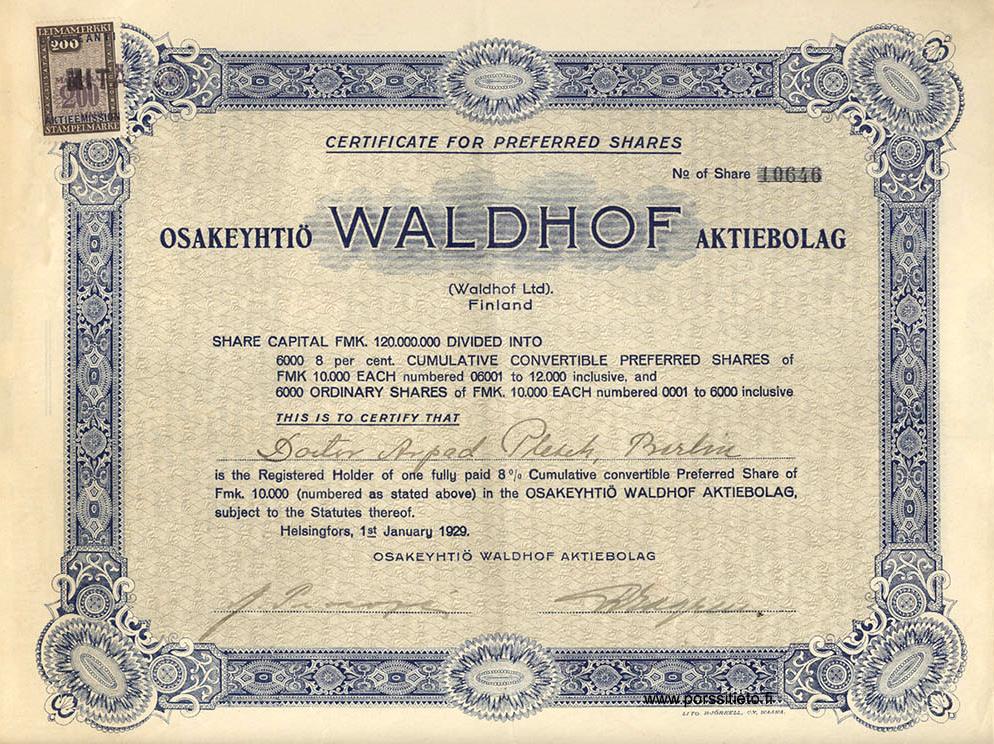 LEIMAMERKKI
200
MITÄ
200
AKTIEEMISSION
STÄMPELMÄRKE
CERTIFICATE FOR PREFERRED SHARES
No of Share 10646
OSAKEYHTIÖ WALDHOF AKTIEBOLAG
(Waldhof Ltd).
Finland
SHARE CAPITAL FMK. 120.000.000 DIVIDED INTO
6000 8 per cent. CUMULATIVE CONVERTIBLE PREFERRED SHARES of
FMK 10.000 EACH numbered 06001 to 12.000 inclusive, and
6000 ORDINARY SHARES of FMK. 10.000 EACH numbered 0001 to 6000 inclusive
THIS IS TO CERTIFY THAT
Doctor Arpad Plesch, Berlin
is the Registered Holder of one fully paid 8% Cumulative convertible Preferred Share of
Fmk. 10.000 (numbered as stated above) in the OSAKEYHTIÖ WALDHOF AKTIEBOLAG,
subject to the Statutes thereof.
Helsingfors, 1st January 1929.
OSAKEYHTIÖ WALDHOF AKTIEBOLAG
www.porssitieto.fi